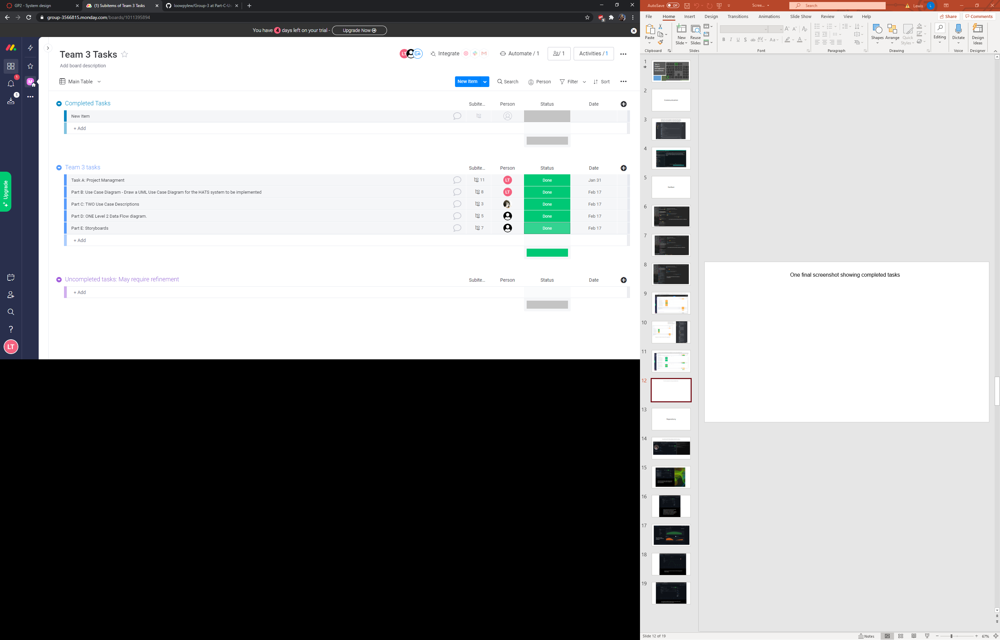 GP2 - System design
(1) Subitems of Team 3 Tasks
loowpylew/Group-3 at Part-C-Us
group-3566815.monday.com/boards/1011395894
9
You have 4 days left on your trial - Upgrade Now
Team 3 Tasks
LT
Integrate
Automate / 1
/ 1
Activities / 1
Add board description
Main Table
New Item
Search
Person
Filter
Sort
1
M
5
Upgrade
LT
Completed Tasks
Subite...
Person
Status
Date
New Item
+ Add
Team 3 tasks
Subite...
Person
Status
Date
Task A: Project Managment
11
LT
Done
Jan 31
Part B: Use Case Diagram - Draw a UML Use Case Diagram for the HATS system to be implemented
8
LT
Done
Feb 17
Part C: TWO Use Case Descriptions
3
Done
Feb 17
Part D: ONE Level 2 Data Flow diagram.
5
Done
Feb 17
Part E: Storyboards
7
Done
Feb 17
+ Add
Uncompleted tasks: May require refinement
Subite...
Person
Status
Date
+ Add
AutoSave
Off
Scree...
Search
Lewis
L
File
Home
Insert
Design
Transitions
Animations
Slide Show
Review
View
Help
Share
Comments
Paste
New Slide
Reuse Slides
Shapes
Arrange
Quick Styles
Editing
Dictate
Design Ideas
Clipboard
Slides
Font
Paragraph
Drawing
Voice
Designer
1
2
Communication
3
4
5
Kanban
6
7
8
9
10
11
12
13
Repository
14
15
16
17
18
19
One final screenshot showing completed tasks
Slide 12 of 19
Notes
67%